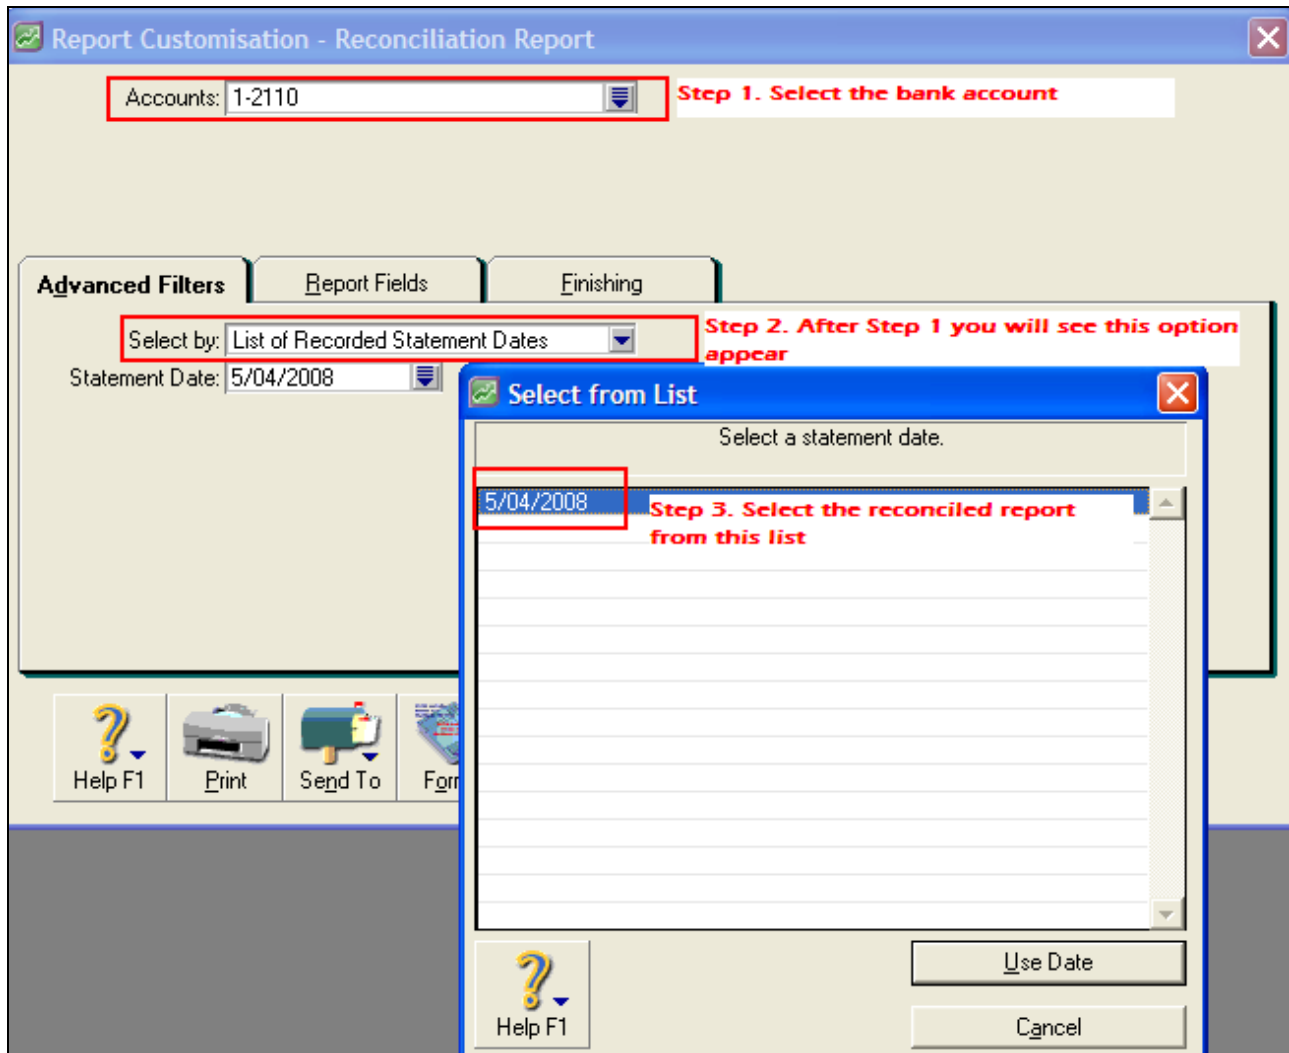 Report Customisation - Reconciliation Report
Accounts: 1-2110
Step 1. Select the bank account
Advanced Filters
Report Fields
Finishing
Select by: List of Recorded Statement Dates
Step 2. After Step 1 you will see this option
appear
Statement Date: 5/04/2008
Select from List
Select a statement date.
5/04/2008
Step 3. Select the reconciled report
from this list
Help F1
Print
Send To
Use Date
Help F1
Cancel